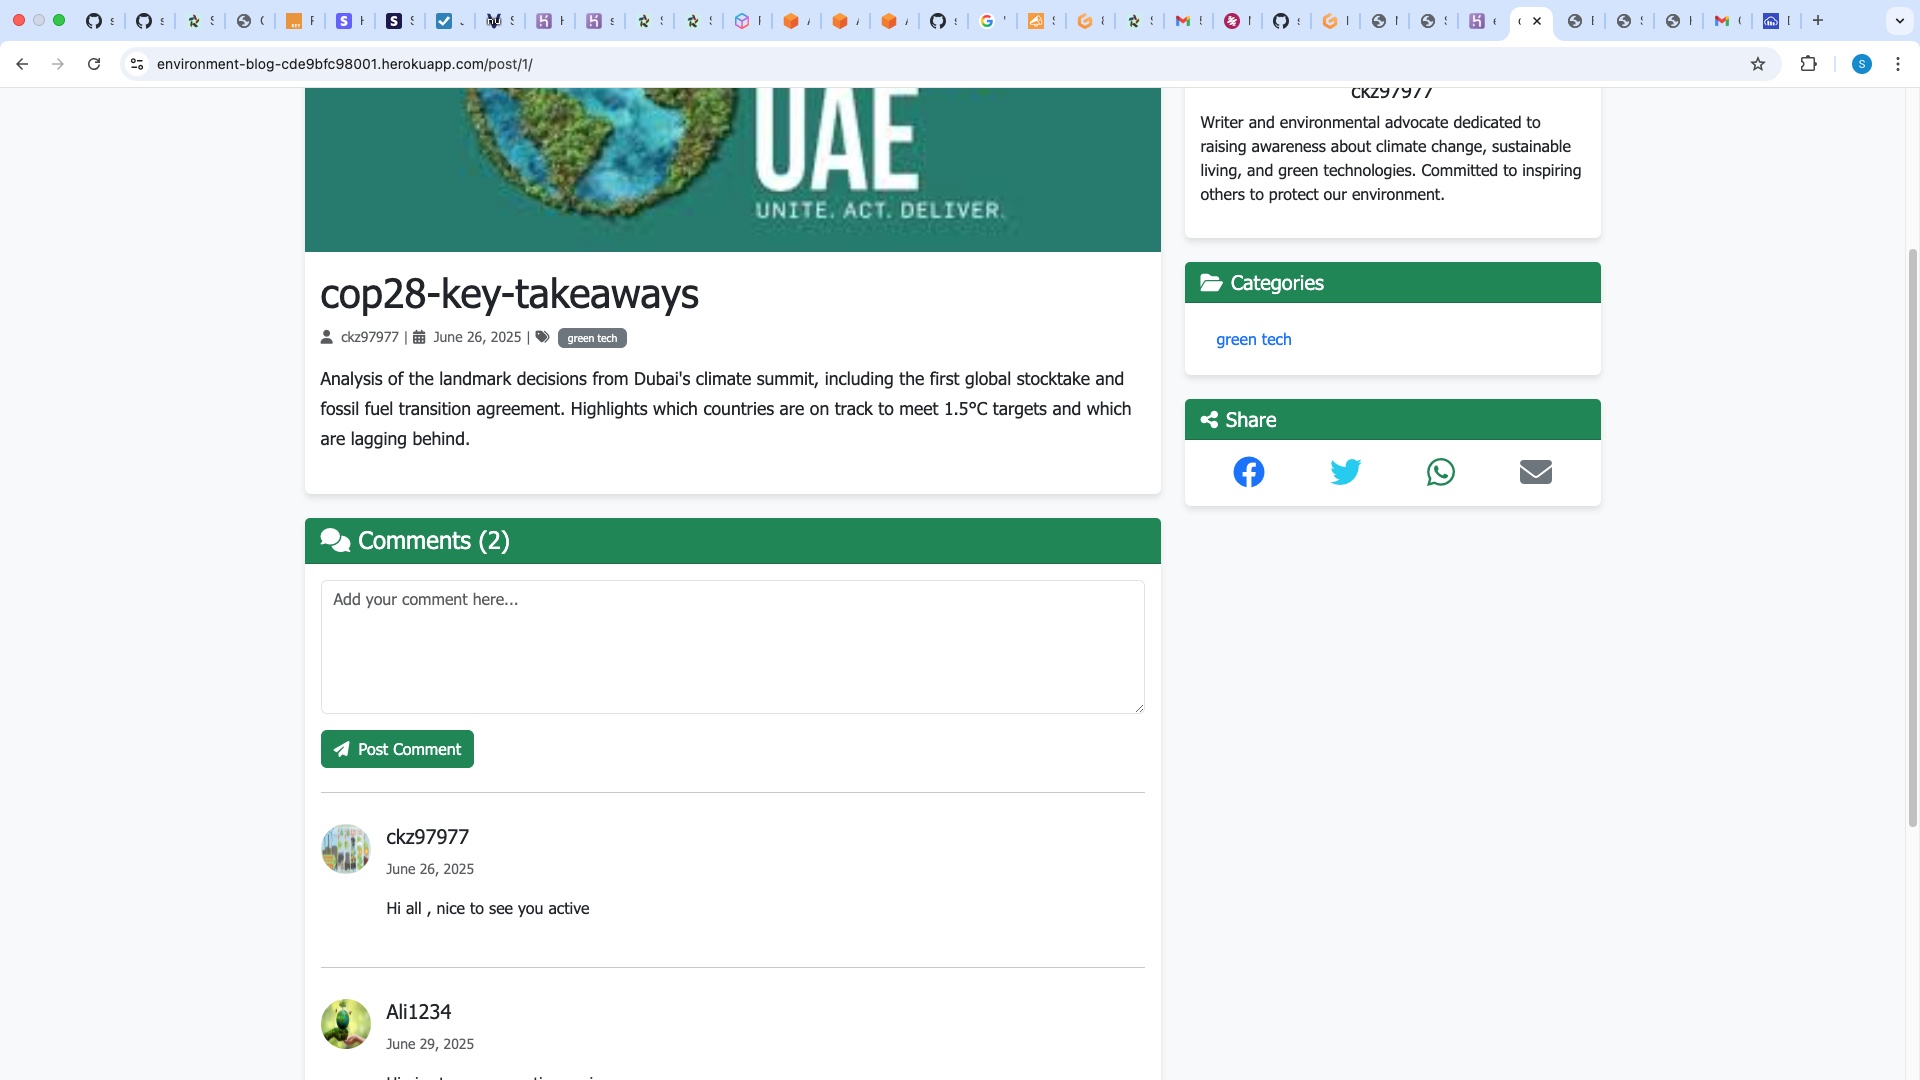 environment-blog-cde9bfc98001.herokuapp.com/post/1/
UAE
UNITE. ACT. DELIVER.
cop28-key-takeaways
ckz97977 | June 26, 2025 | green tech
Analysis of the landmark decisions from Dubai's climate summit, including the first global stocktake and
fossil fuel transition agreement. Highlights which countries are on track to meet 1.5°C targets and which
are lagging behind.
Comments (2)
Add your comment here...
Post Comment
ckz97977
June 26, 2025
Hi all , nice to see you active
Ali1234
June 29, 2025
ckz97977
Writer and environmental advocate dedicated to
raising awareness about climate change, sustainable
living, and green technologies. Committed to inspiring
others to protect our environment.
Categories
green tech
Share